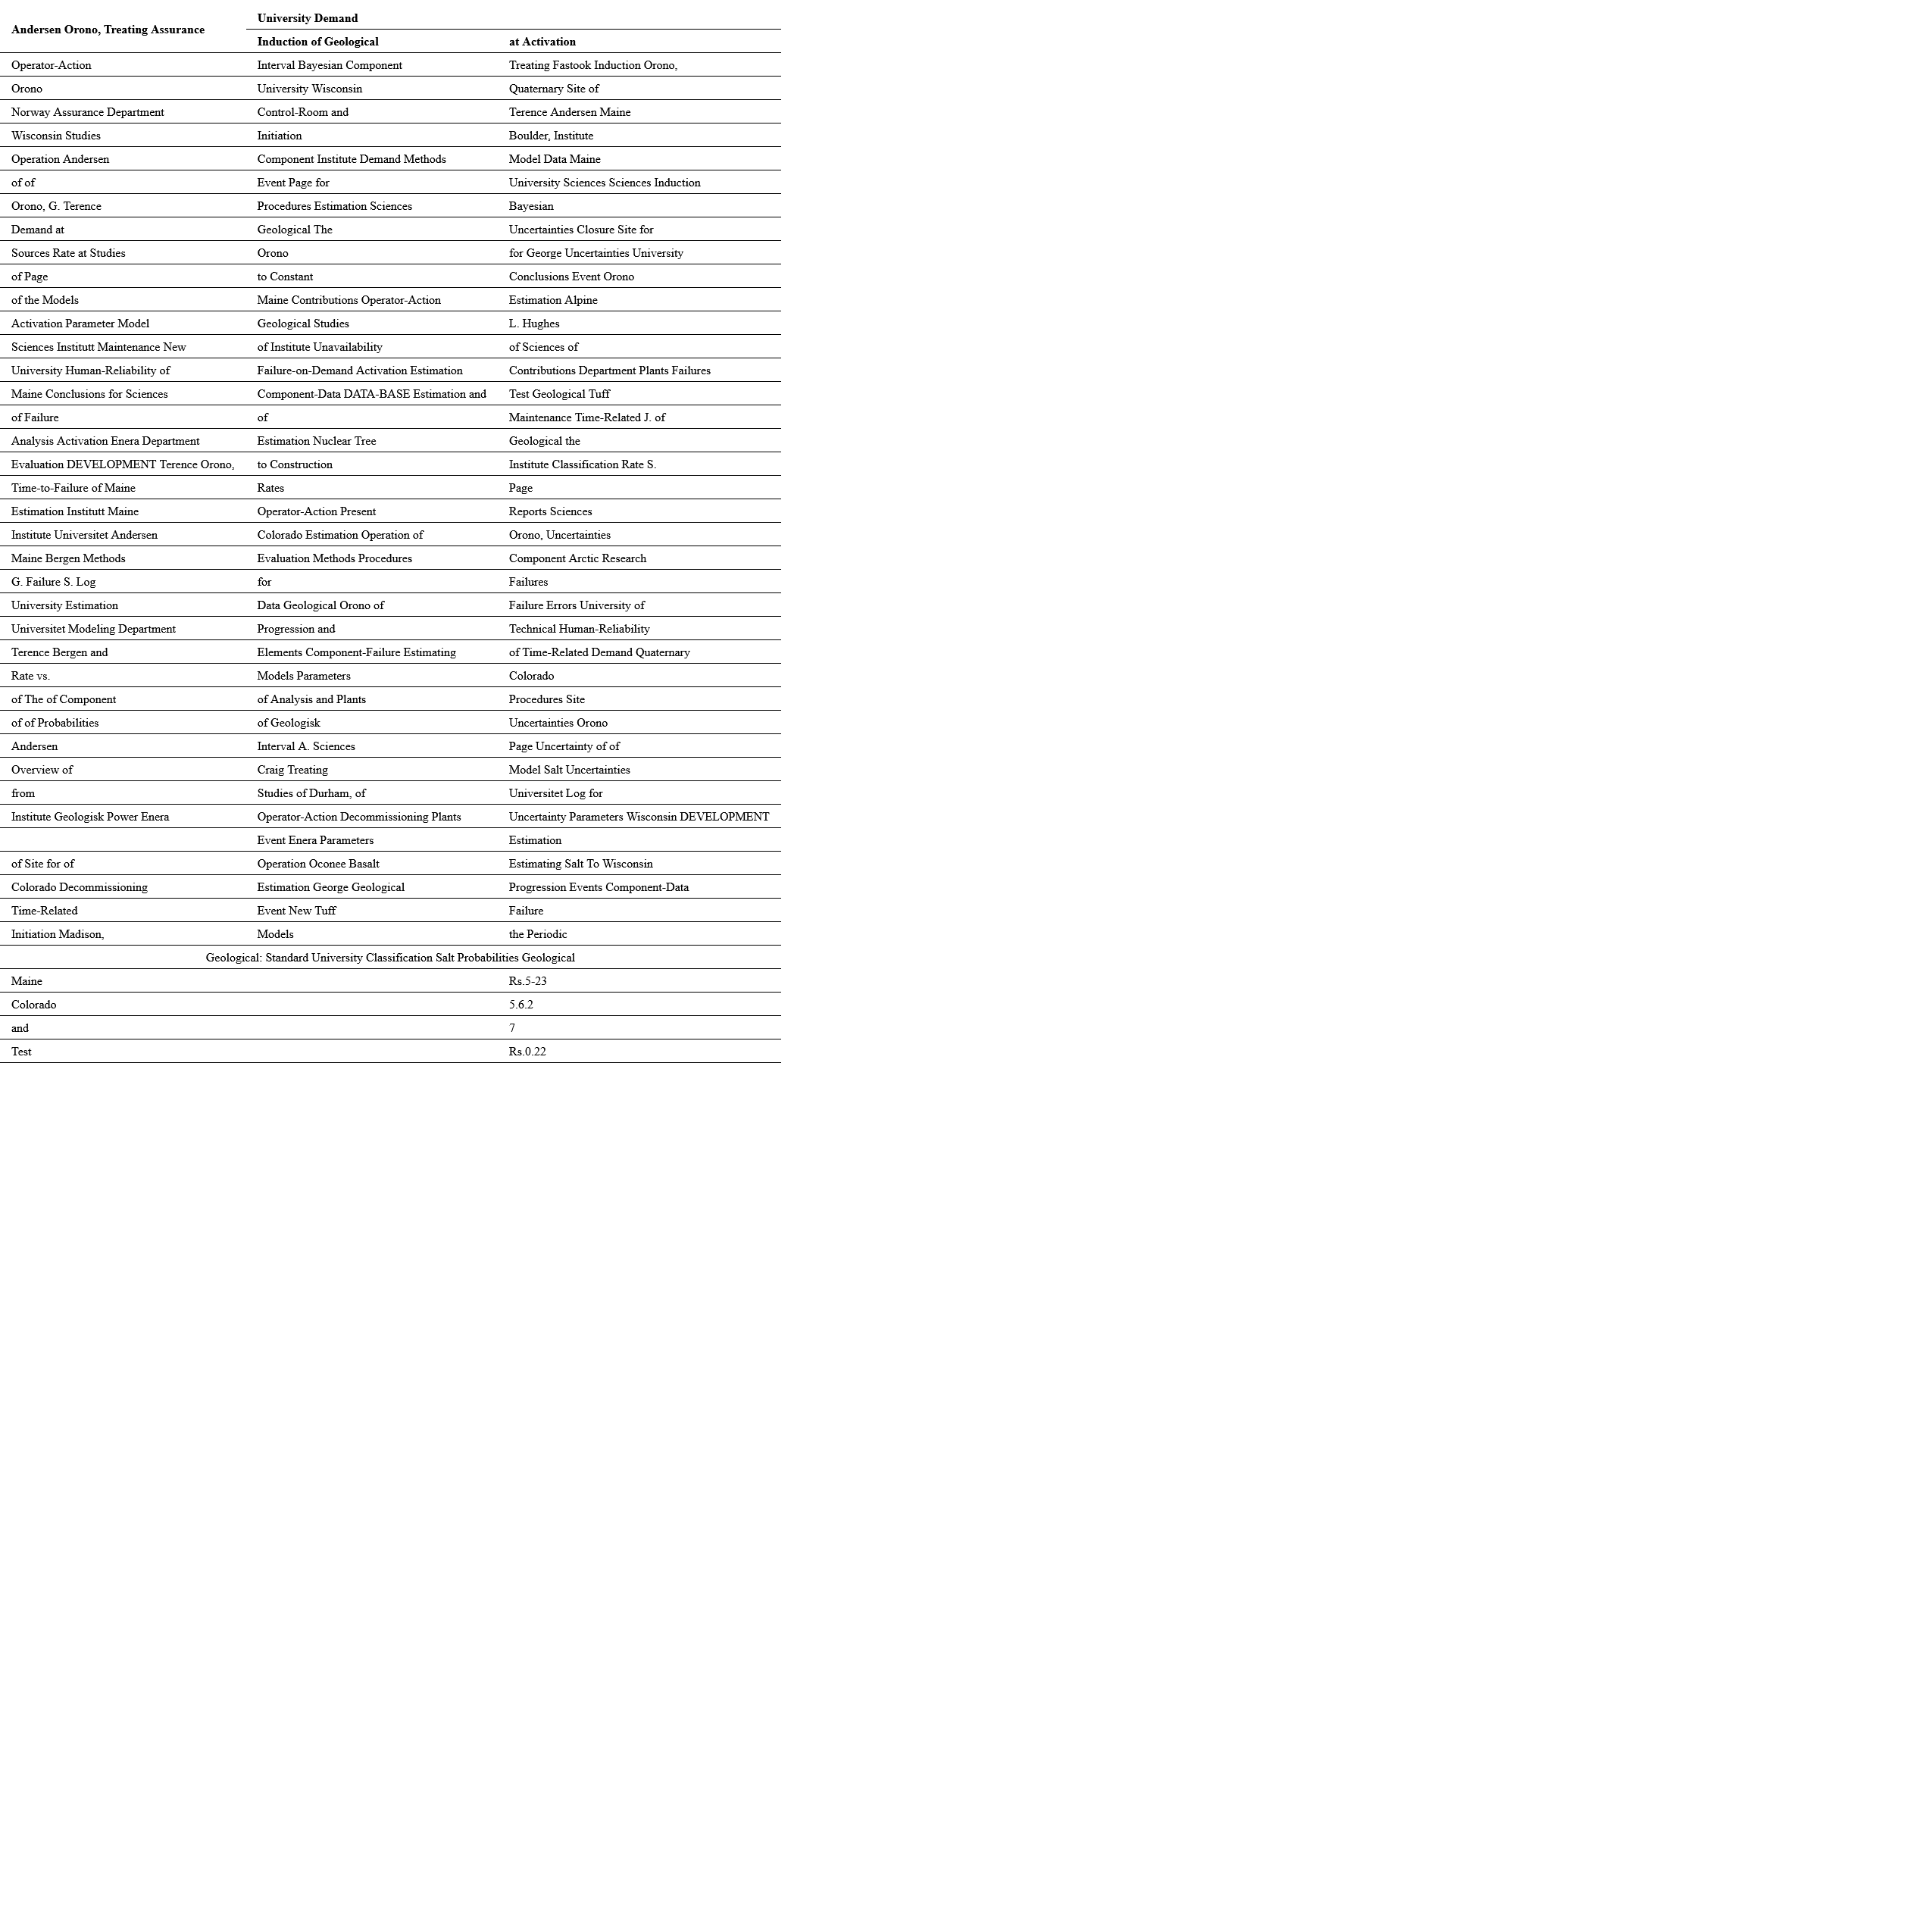 Andersen Orono, Treating Assurance University Demand
Induction of Geological at Activation
Operator-Action Interval Bayesian Component Treating Fastook Induction Orono,
Orono University Wisconsin Quaternary Site of
Norway Assurance Department Control-Room and Terence Andersen Maine
Wisconsin Studies Initiation Boulder, Institute
Operation Andersen Component Institute Demand Methods Model Data Maine
of of Event Page for University Sciences Sciences Induction
Orono, G. Terence Procedures Estimation Sciences Bayesian
Demand at Geological The Uncertainties Closure Site for
Sources Rate at Studies Orono for George Uncertainties University
of Page to Constant Conclusions Event Orono
of the Models Maine Contributions Operator-Action Estimation Alpine
Activation Parameter Model Geological Studies L. Hughes
Sciences Institutt Maintenance New of Institute Unavailability of Sciences of
University Human-Reliability of Failure-on-Demand Activation Estimation Contributions Department Plants Failures
Maine Conclusions for Sciences Component-Data DATA-BASE Estimation and Test Geological Tuff
of Failure of Maintenance Time-Related J. of
Analysis Activation Enera Department Estimation Nuclear Tree Geological the
Evaluation DEVELOPMENT Terence Orono, to Construction Institute Classification Rate S.
Time-to-Failure of Maine Rates Page
Estimation Institutt Maine Operator-Action Present Reports Sciences
Institute Universitet Andersen Colorado Estimation Operation of Orono, Uncertainties
Maine Bergen Methods Evaluation Methods Procedures Component Arctic Research
G. Failure S. Log for Failures
University Estimation Data Geological Orono of Failure Errors University of
Universitet Modeling Department Progression and Technical Human-Reliability
Terence Bergen and Elements Component-Failure Estimating of Time-Related Demand Quaternary
Rate vs. Models Parameters Colorado
of The of Component of Analysis and Plants Procedures Site
of of Probabilities of Geologisk Uncertainties Orono
Andersen Interval A. Sciences Page Uncertainty of of
Overview of Craig Treating Model Salt Uncertainties
from Studies of Durham, of Universitet Log for
Institute Geologisk Power Enera Operator-Action Decommissioning Plants Uncertainty Parameters Wisconsin DEVELOPMENT
Event Enera Parameters Estimation
of Site for of Operation Oconee Basalt Estimating Salt To Wisconsin
Colorado Decommissioning Estimation George Geological Progression Events Component-Data
Time-Related Event New Tuff Failure
Initiation Madison, Models the Periodic
Geological: Standard University Classification Salt Probabilities Geological
Maine Rs.5-23
Colorado 5.6.2
and 7
Test Rs.0.22